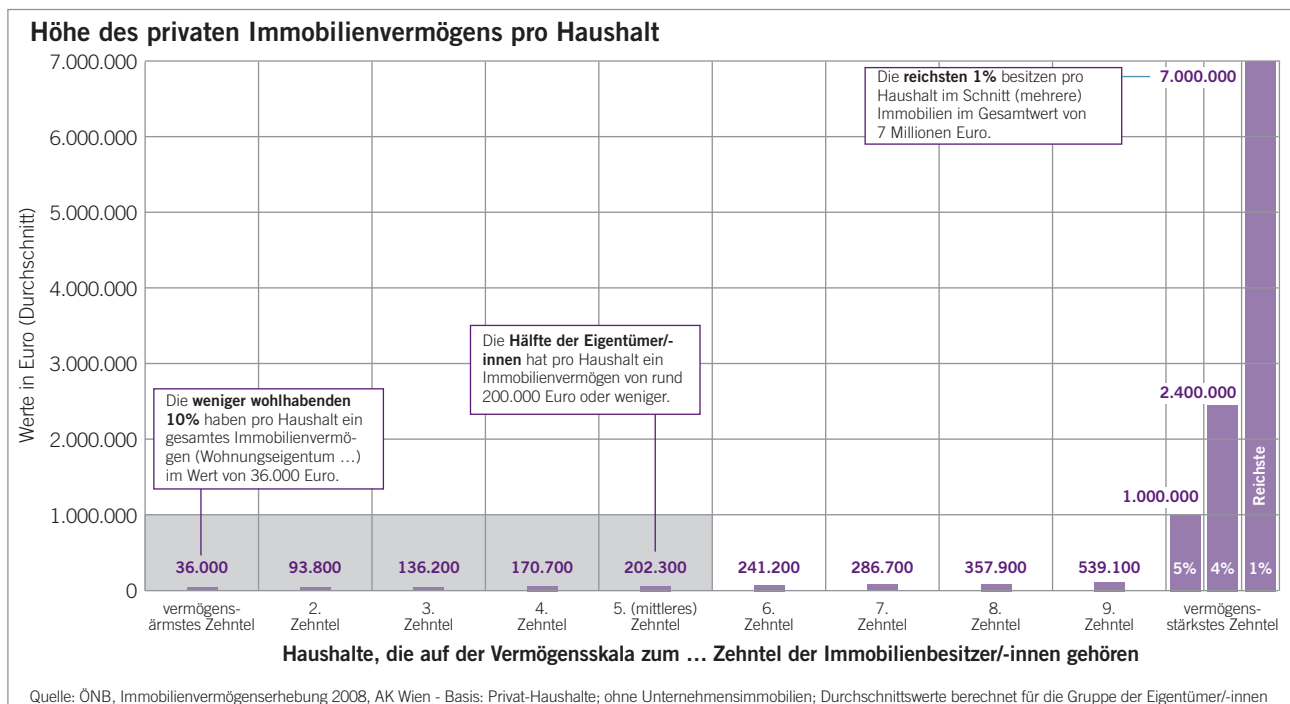 Höhe des privaten Immobilienvermögens pro Haushalt
Werte in Euro (Durchschnitt)
7.000.000
6.000.000
5.000.000
4.000.000
3.000.000
2.000.000
1.000.000
0
Die reichsten 1% besitzen pro
Haushalt im Schnitt (mehrere)
Immobilien im Gesamtwert von
7 Millionen Euro.
7.000.000
Die Hälfte der Eigentümer/-
innen hat pro Haushalt ein
Immobilienvermögen von rund
200.000 Euro oder weniger.
Die weniger wohlhabenden
10% haben pro Haushalt ein
gesamtes Immobilienvermö-
gen (Wohnungseigentum …)
im Wert von 36.000 Euro.
2.400.000
1.000.000
Reichste
36.000
93.800
136.200
170.700
202.300
241.200
286.700
357.900
539.100
5%
4%
1%
vermögens-
ärmstes Zehntel
2.
Zehntel
3.
Zehntel
4.
Zehntel
5. (mittleres)
Zehntel
6.
Zehntel
7.
Zehntel
8.
Zehntel
9.
Zehntel
vermögens-
stärkstes Zehntel
Haushalte, die auf der Vermögensskala zum … Zehntel der Immobilienbesitzer/-innen gehören
Quelle: ÖNB, Immobilienvermögenserhebung 2008, AK Wien - Basis: Privat-Haushalte; ohne Unternehmensimmobilien; Durchschnittswerte berechnet für die Gruppe der Eigentümer/-innen